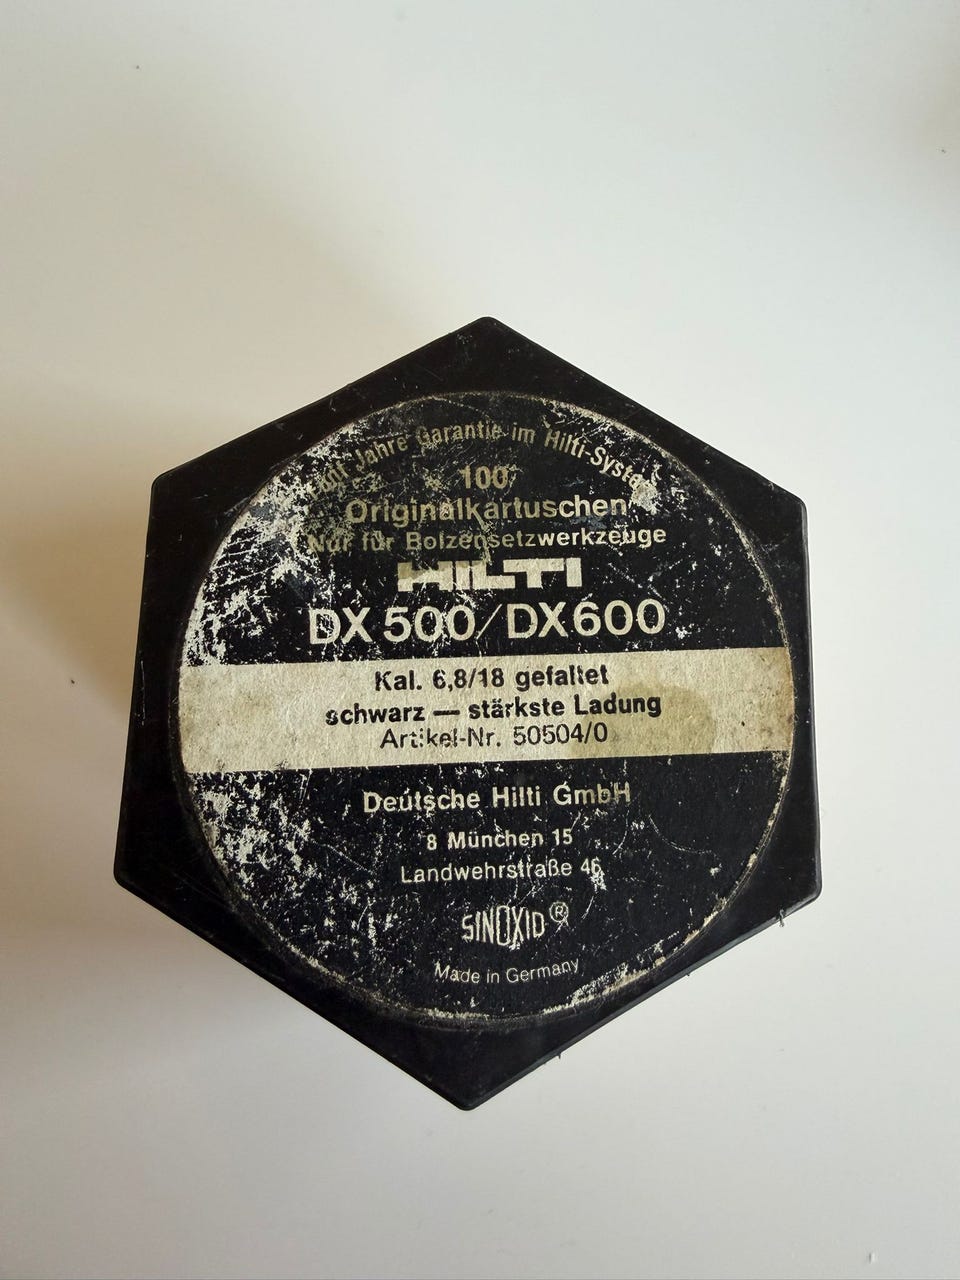 Fünf Jahre Garantie im Hilti-System
100
Originalkartuschen
Nur für Bolzensetzwerkzeuge
HILTI
DX 500/DX600
Kal. 6,8/18 gefaltet
schwarz — stärkste Ladung
Artikel-Nr. 50504/0
Deutsche Hilti GmbH
8 München 15
Landwehrstraße 46
SINOXID ®
Made in Germany